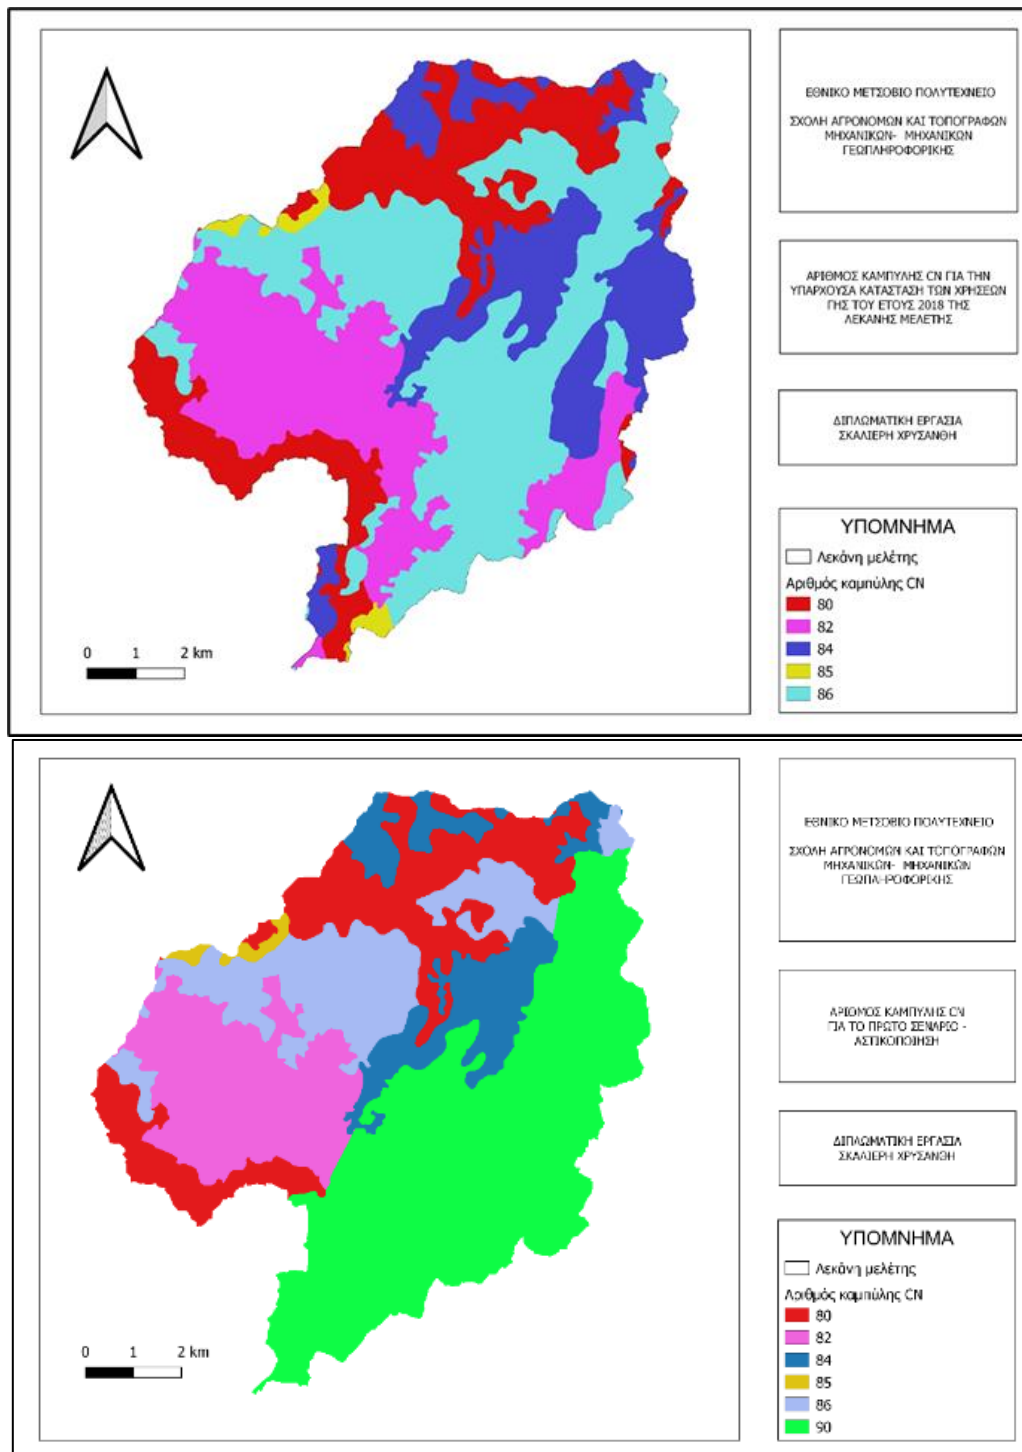 ΕΘΝΙΚΟ ΜΕΤΣΟΒΙΟ ΠΟΛΥΤΕΧΝΕΙΟ
ΣΧΟΛΗ ΑΓΡΟΝΟΜΩΝ ΚΑΙ ΤΟΠΟΓΡΑΦΩΝ
ΜΗΧΑΝΙΚΩΝ- ΜΗΧΑΝΙΚΩΝ
ΓΕΩΠΛΗΡΟΦΟΡΙΚΗΣ
ΑΡΙΘΜΟΣ ΚΑΜΠΥΛΗΣ CN ΓΙΑ ΤΗΝ
ΥΠΑΡΧΟΥΣΑ ΚΑΤΑΣΤΑΣΗ ΤΩΝ ΧΡΗΣΕΩΝ
ΓΗΣ ΤΟΥ ΕΤΟΥΣ 2018 ΤΗΣ
ΛΕΚΑΝΗΣ ΜΕΛΕΤΗΣ
ΔΙΠΛΩΜΑΤΙΚΗ ΕΡΓΑΣΙΑ
ΣΚΑΛΙΕΡΗ ΧΡΥΣΑΝΘΗ
ΥΠΟΜΝΗΜΑ
Λεκάνη μελέτης
Αριθμός καμπύλης CN
80
82
84
85
86
0 1 2 km
ΕΘΝΙΚΟ ΜΕΤΣΟΒΙΟ ΠΟΛΥΤΕΧΝΕΙΟ
ΣΧΟΛΗ ΑΓΡΟΝΟΜΩΝ ΚΑΙ ΤΟΠΟΓΡΑΦΩΝ
ΜΗΧΑΝΙΚΩΝ- ΜΗΧΑΝΙΚΩΝ
ΓΕΩΠΛΗΡΟΦΟΡΙΚΗΣ
ΑΡΙΘΜΟΣ ΚΑΜΠΥΛΗΣ CN
ΓΙΑ ΤΟ ΠΡΩΤΟ ΣΕΝΑΡΙΟ -
ΑΣΤΙΚΟΠΟΙΗΣΗ
ΔΙΠΛΩΜΑΤΙΚΗ ΕΡΓΑΣΙΑ
ΣΚΑΛΙΕΡΗ ΧΡΥΣΑΝΘΗ
ΥΠΟΜΝΗΜΑ
Λεκάνη μελέτης
Αριθμός καμπύλης CN
80
82
84
85
86
90
0 1 2 km